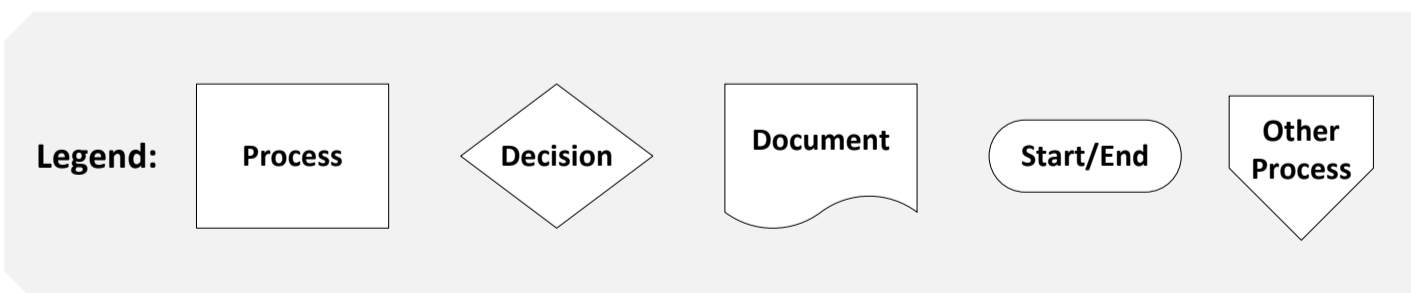 Legend:
Process
Decision
Document
Start/End
Other
Process